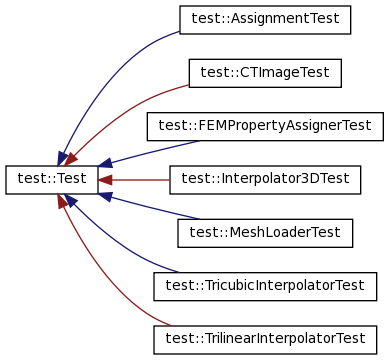 test::AssignmentTest
test::CTImageTest
test::FEMPropertyAssignerTest
test::Test
test::Interpolator3DTest
test::MeshLoaderTest
test::TricubicInterpolatorTest
test::TrilinearInterpolatorTest